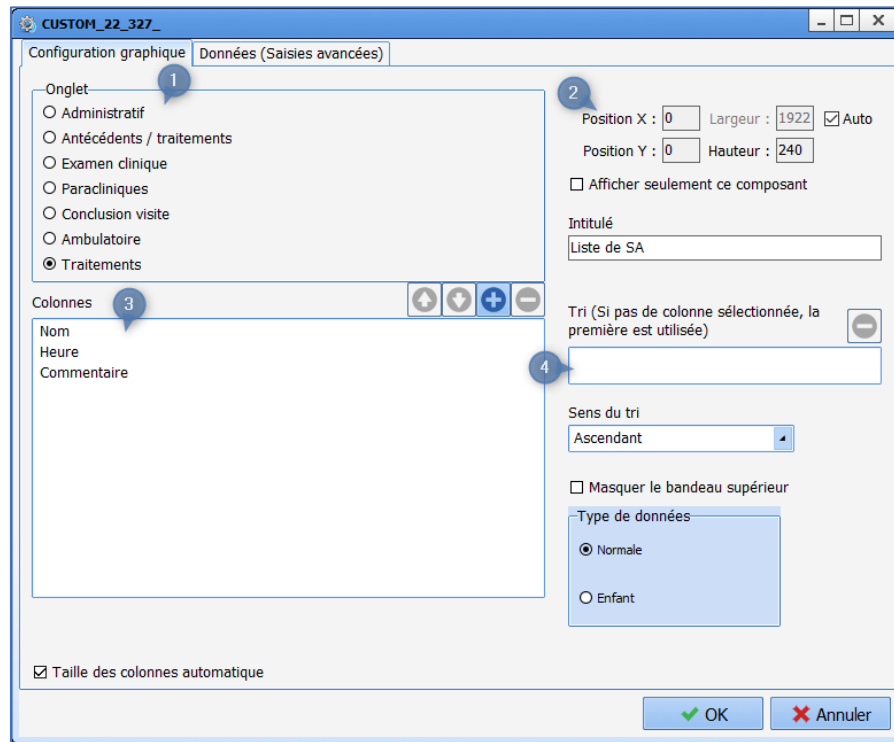 CUSTOM_22_327_
Configuration graphique Données (Saisies avancées)
1
Onglet
Administratif
Antécédents / traitements
Examen clinique
Paracliniques
Conclusion visite
Ambulatoire
Traitements
2
Position X : 0 Largeur : 1922 Auto
Position Y : 0 Hauteur : 240
Afficher seulement ce composant
Intitulé
Liste de SA
Colonnes
3
Nom
Heure
Commentaire
Tri (Si pas de colonne sélectionnée, la
première est utilisée)
4
Sens du tri
Ascendant
Masquer le bandeau supérieur
Type de données
Normale
Enfant
Taille des colonnes automatique
OK Annuler